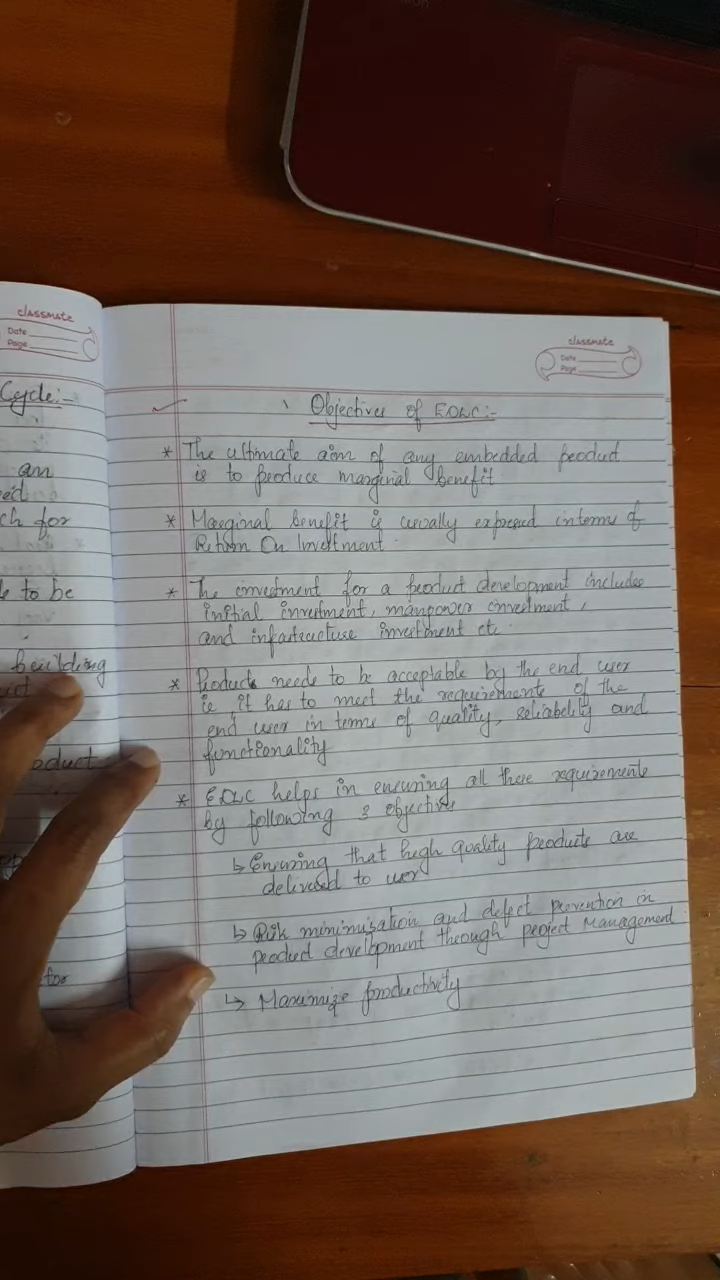 classmate
Date
Page
Cycle:-
an
ed
ch for
to be
building
oduct
for
classmate
Date
Page
Objectives of EDLC:-
* The ultimate aim of any embedded product
is to produce marginal benefit
* Marginal benefit is usually expressed interms of
Return On Investment.
* The investment for a product development includes
initial investment, manpower investment,
and infastructure investment etc.
* Products needs to be acceptable by the end user
ie it has to meet the requirements of the
end user in terms of quality, reliability and
functionality
* EDLC helps in ensuring all these requirements
by following 3 objectives
↳ Ensuring that high quality products are
delivered to user
↳ Risk minimisation and defect prevention in
product development through project Management
↳ Maximize productivity